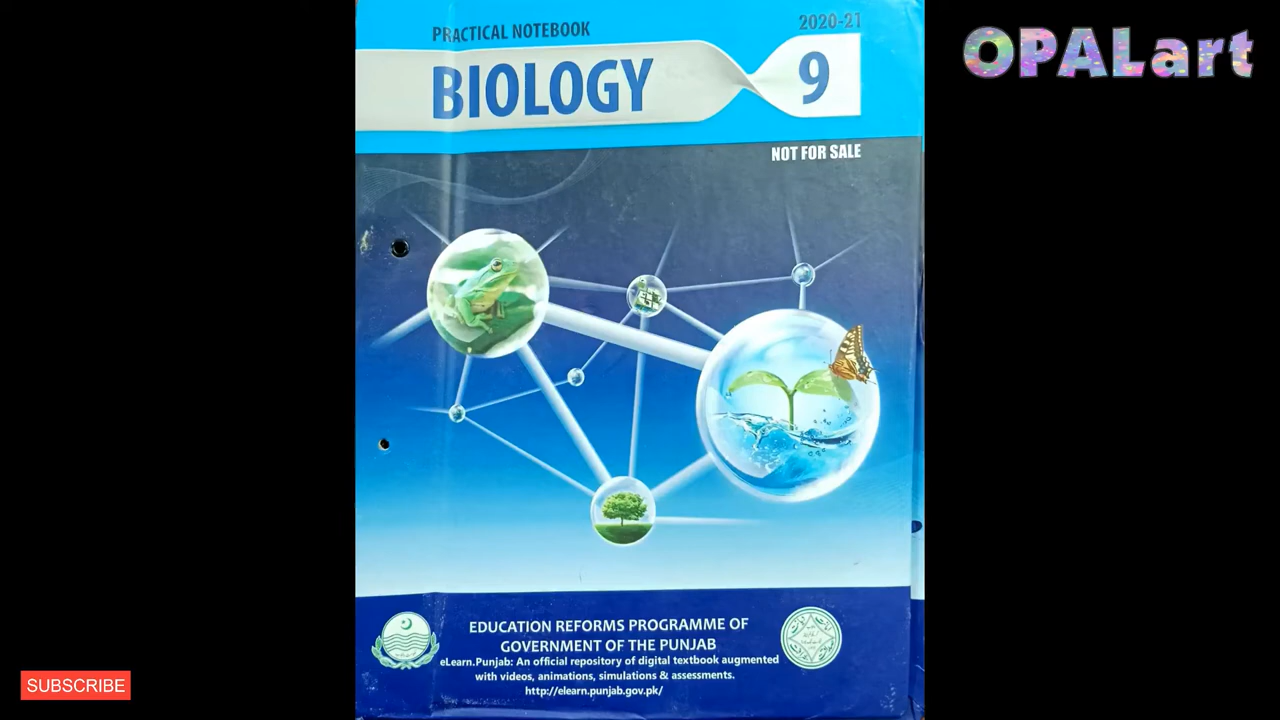 PRACTICAL NOTEBOOK
2020-21
BIOLOGY
9
NOT FOR SALE
OPALart
EDUCATION REFORMS PROGRAMME OF
GOVERNMENT OF THE PUNJAB
eLearn.Punjab: An official repository of digital textbook augmented
with videos, animations, simulations & assessments.
http://elearn.punjab.gov.pk/
SUBSCRIBE